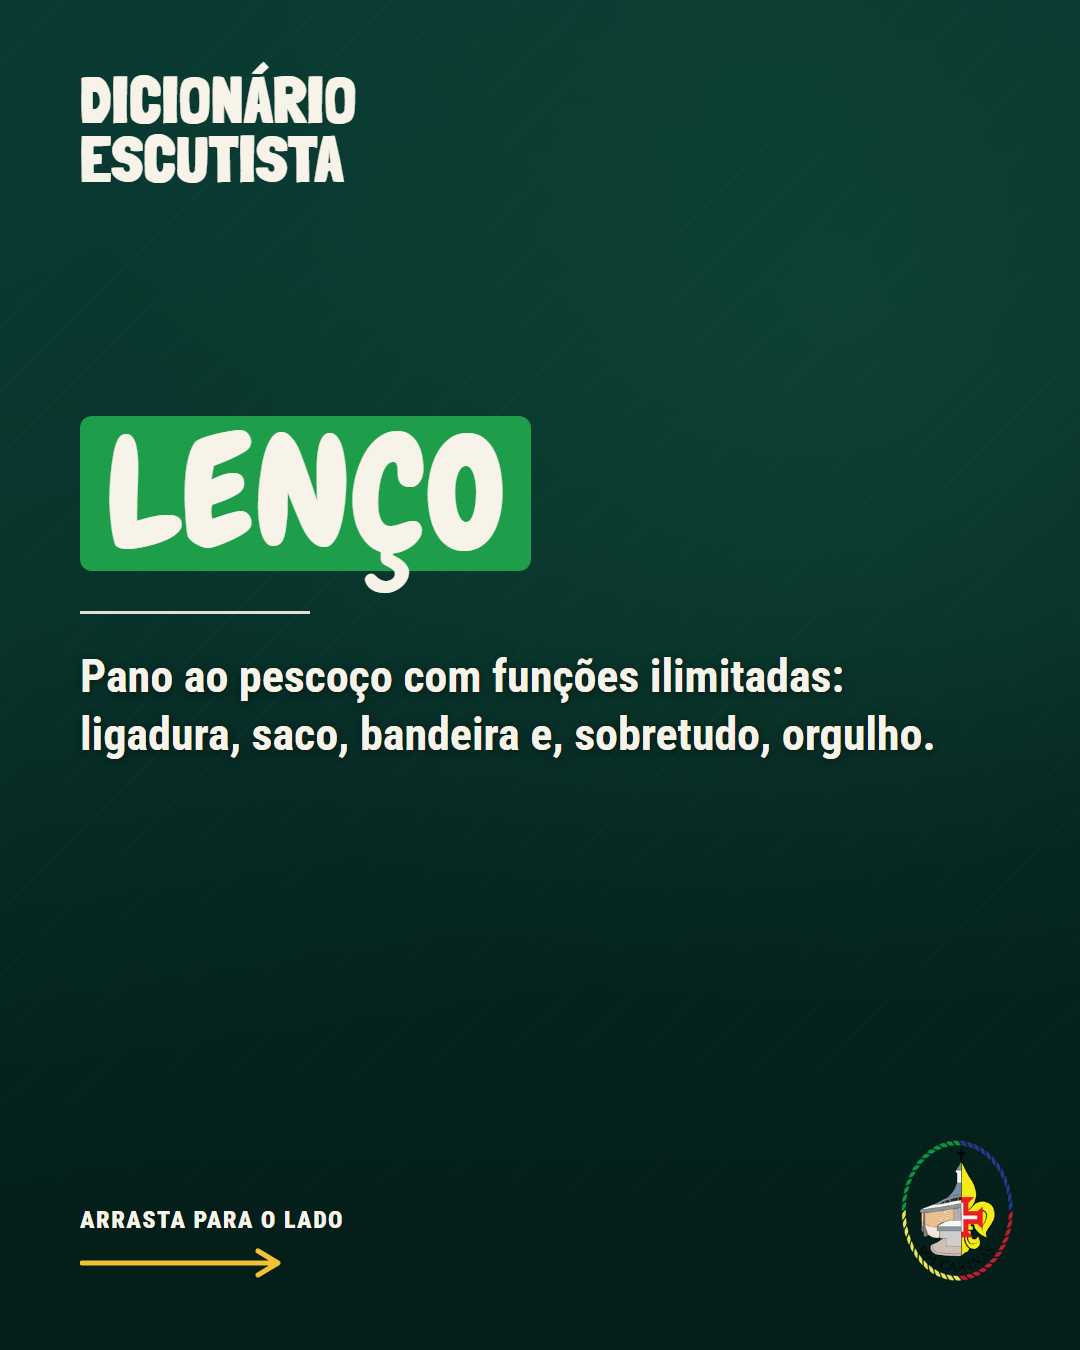 DICIONÁRIO
ESCUTISTA
LENÇO
Pano ao pescoço com funções ilimitadas:
ligadura, saco, bandeira e, sobretudo, orgulho.
ARRASTA PARA O LADO